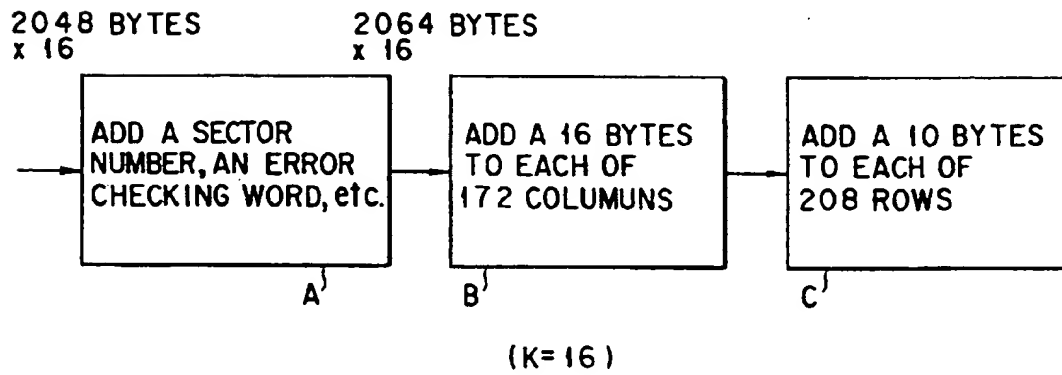 2048 BYTES
x 16
2064 BYTES
x 16
ADD A SECTOR
NUMBER, AN ERROR
CHECKING WORD, etc.
ADD A 16 BYTES
TO EACH OF
172 COLUMUNS
ADD A 10 BYTES
TO EACH OF
208 ROWS
A
B
C
(K=16)